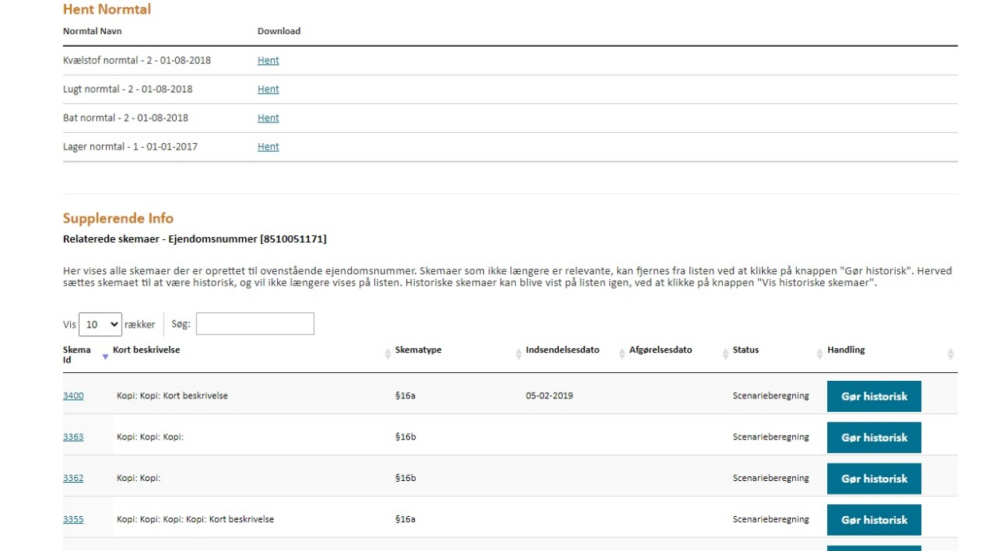 Hent Normtal
Normtal Navn Download
Kvælstof normtal - 2 - 01-08-2018 Hent
Lugt normtal - 2 - 01-08-2018 Hent
Bat normtal - 2 - 01-08-2018 Hent
Lager normtal - 1 - 01-01-2017 Hent
Supplerende Info
Relaterede skemaer - Ejendomsnummer [8510051171]
Her vises alle skemaer der er oprettet til ovenstående ejendomsnummer. Skemaer som ikke længere er relevante, kan fjernes fra listen ved at klikke på knappen "Gør historisk". Herved
sættes skemaet til at være historisk, og vil ikke længere vises på listen. Historiske skemaer kan blive vist på listen igen, ved at klikke på knappen "Vis historiske skemaer".
Vis 10 rækker Søg:
Skema Id Kort beskrivelse Skematype Indsendelsesdato Afgørelsesdato Status Handling
3400 Kopi: Kopi: Kort beskrivelse §16a 05-02-2019 Scenarieberegning Gør historisk
3363 Kopi: Kopi: Kopi: §16b Scenarieberegning Gør historisk
3362 Kopi: Kopi: §16b Scenarieberegning Gør historisk
3355 Kopi: Kopi: Kopi: Kopi: Kort beskrivelse §16a Scenarieberegning Gør historisk